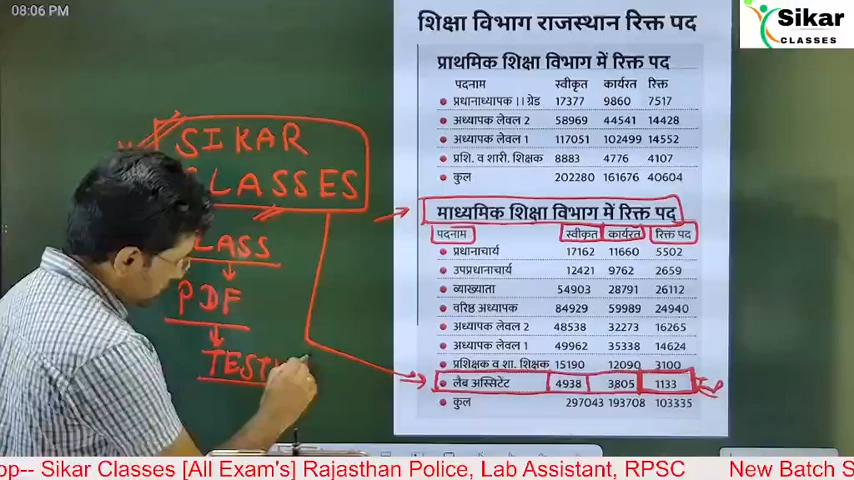 08:06 PM
शिक्षा विभाग राजस्थान रिक्त पद
Sikar
CLASSES
प्राथमिक शिक्षा विभाग में रिक्त पद
पदनाम स्वीकृत कार्यरत रिक्त
प्रधानाध्यापक ।। ग्रेड 17377 9860 7517
अध्यापक लेवल 2 58969 44541 14428
अध्यापक लेवल 1 117051 102499 14552
प्रशि. व शारी. शिक्षक 8883 4776 4107
कुल 202280 161676 40604
माध्यमिक शिक्षा विभाग में रिक्त पद
पदनाम स्वीकृत कार्यरत रिक्त पद
प्रधानाचार्य 17162 11660 5502
उपप्रधानाचार्य 12421 9762 2659
व्याख्याता 54903 28791 26112
वरिष्ठ अध्यापक 84929 59989 24940
अध्यापक लेवल 2 48538 32273 16265
अध्यापक लेवल 1 49962 35338 14624
प्रशिक्षक व शा. शिक्षक 15190 12090 3100
लैब अस्सिटेट 4938 3805 1133
कुल 297043 193708 103335
SIKAR
CLASSES
CLASS
PDF
TEST
op-- Sikar Classes [All Exam's] Rajasthan Police, Lab Assistant, RPSC New Batch S